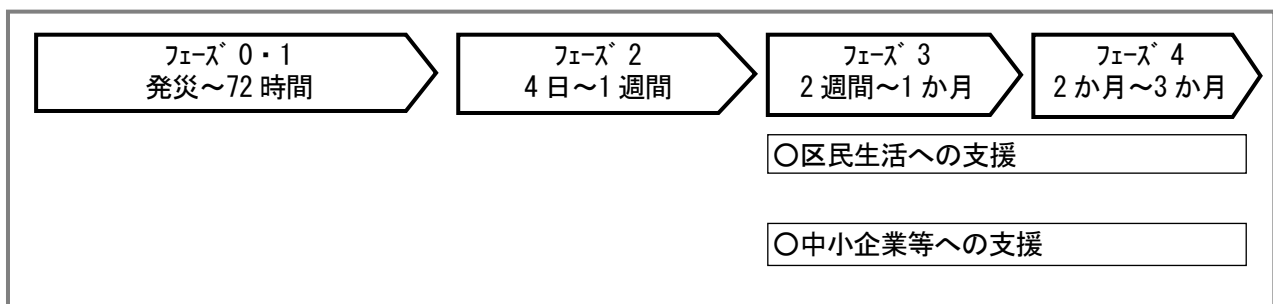 ﾌｪｰｽﾞ 0・1
発災～72 時間
ﾌｪｰｽﾞ 2
4 日～1 週間
ﾌｪｰｽﾞ 3
2 週間～1 か月
ﾌｪｰｽﾞ 4
2 か月～3 か月
〇区民生活への支援
〇中小企業等への支援